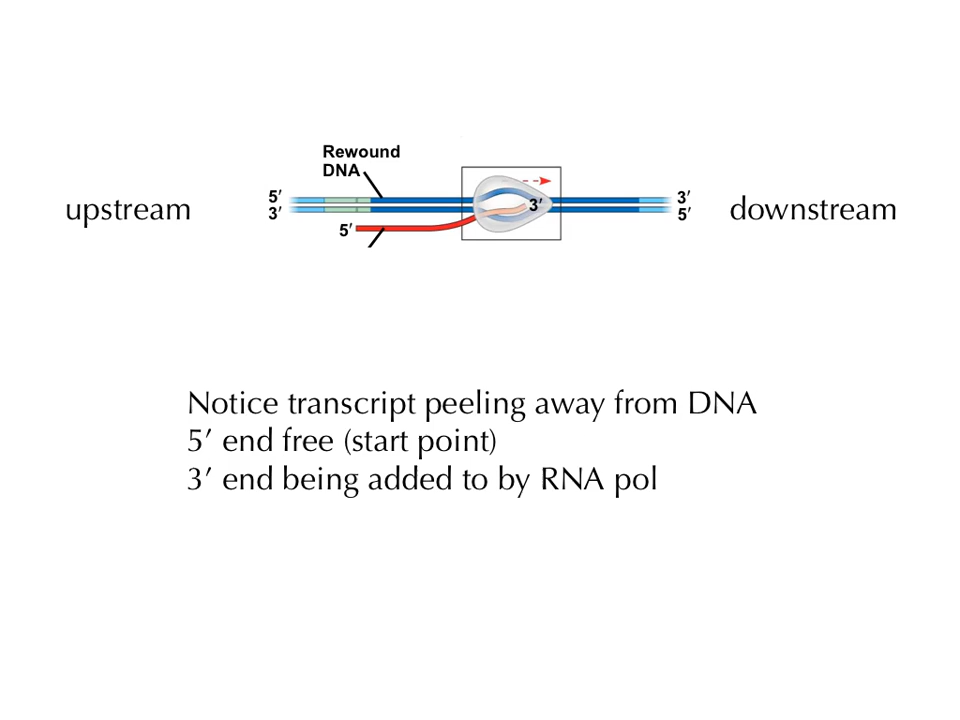 Rewound
DNA
5′
3′
3′
5′
3′
5′
upstream
downstream
Notice transcript peeling away from DNA
5’ end free (start point)
3’ end being added to by RNA pol